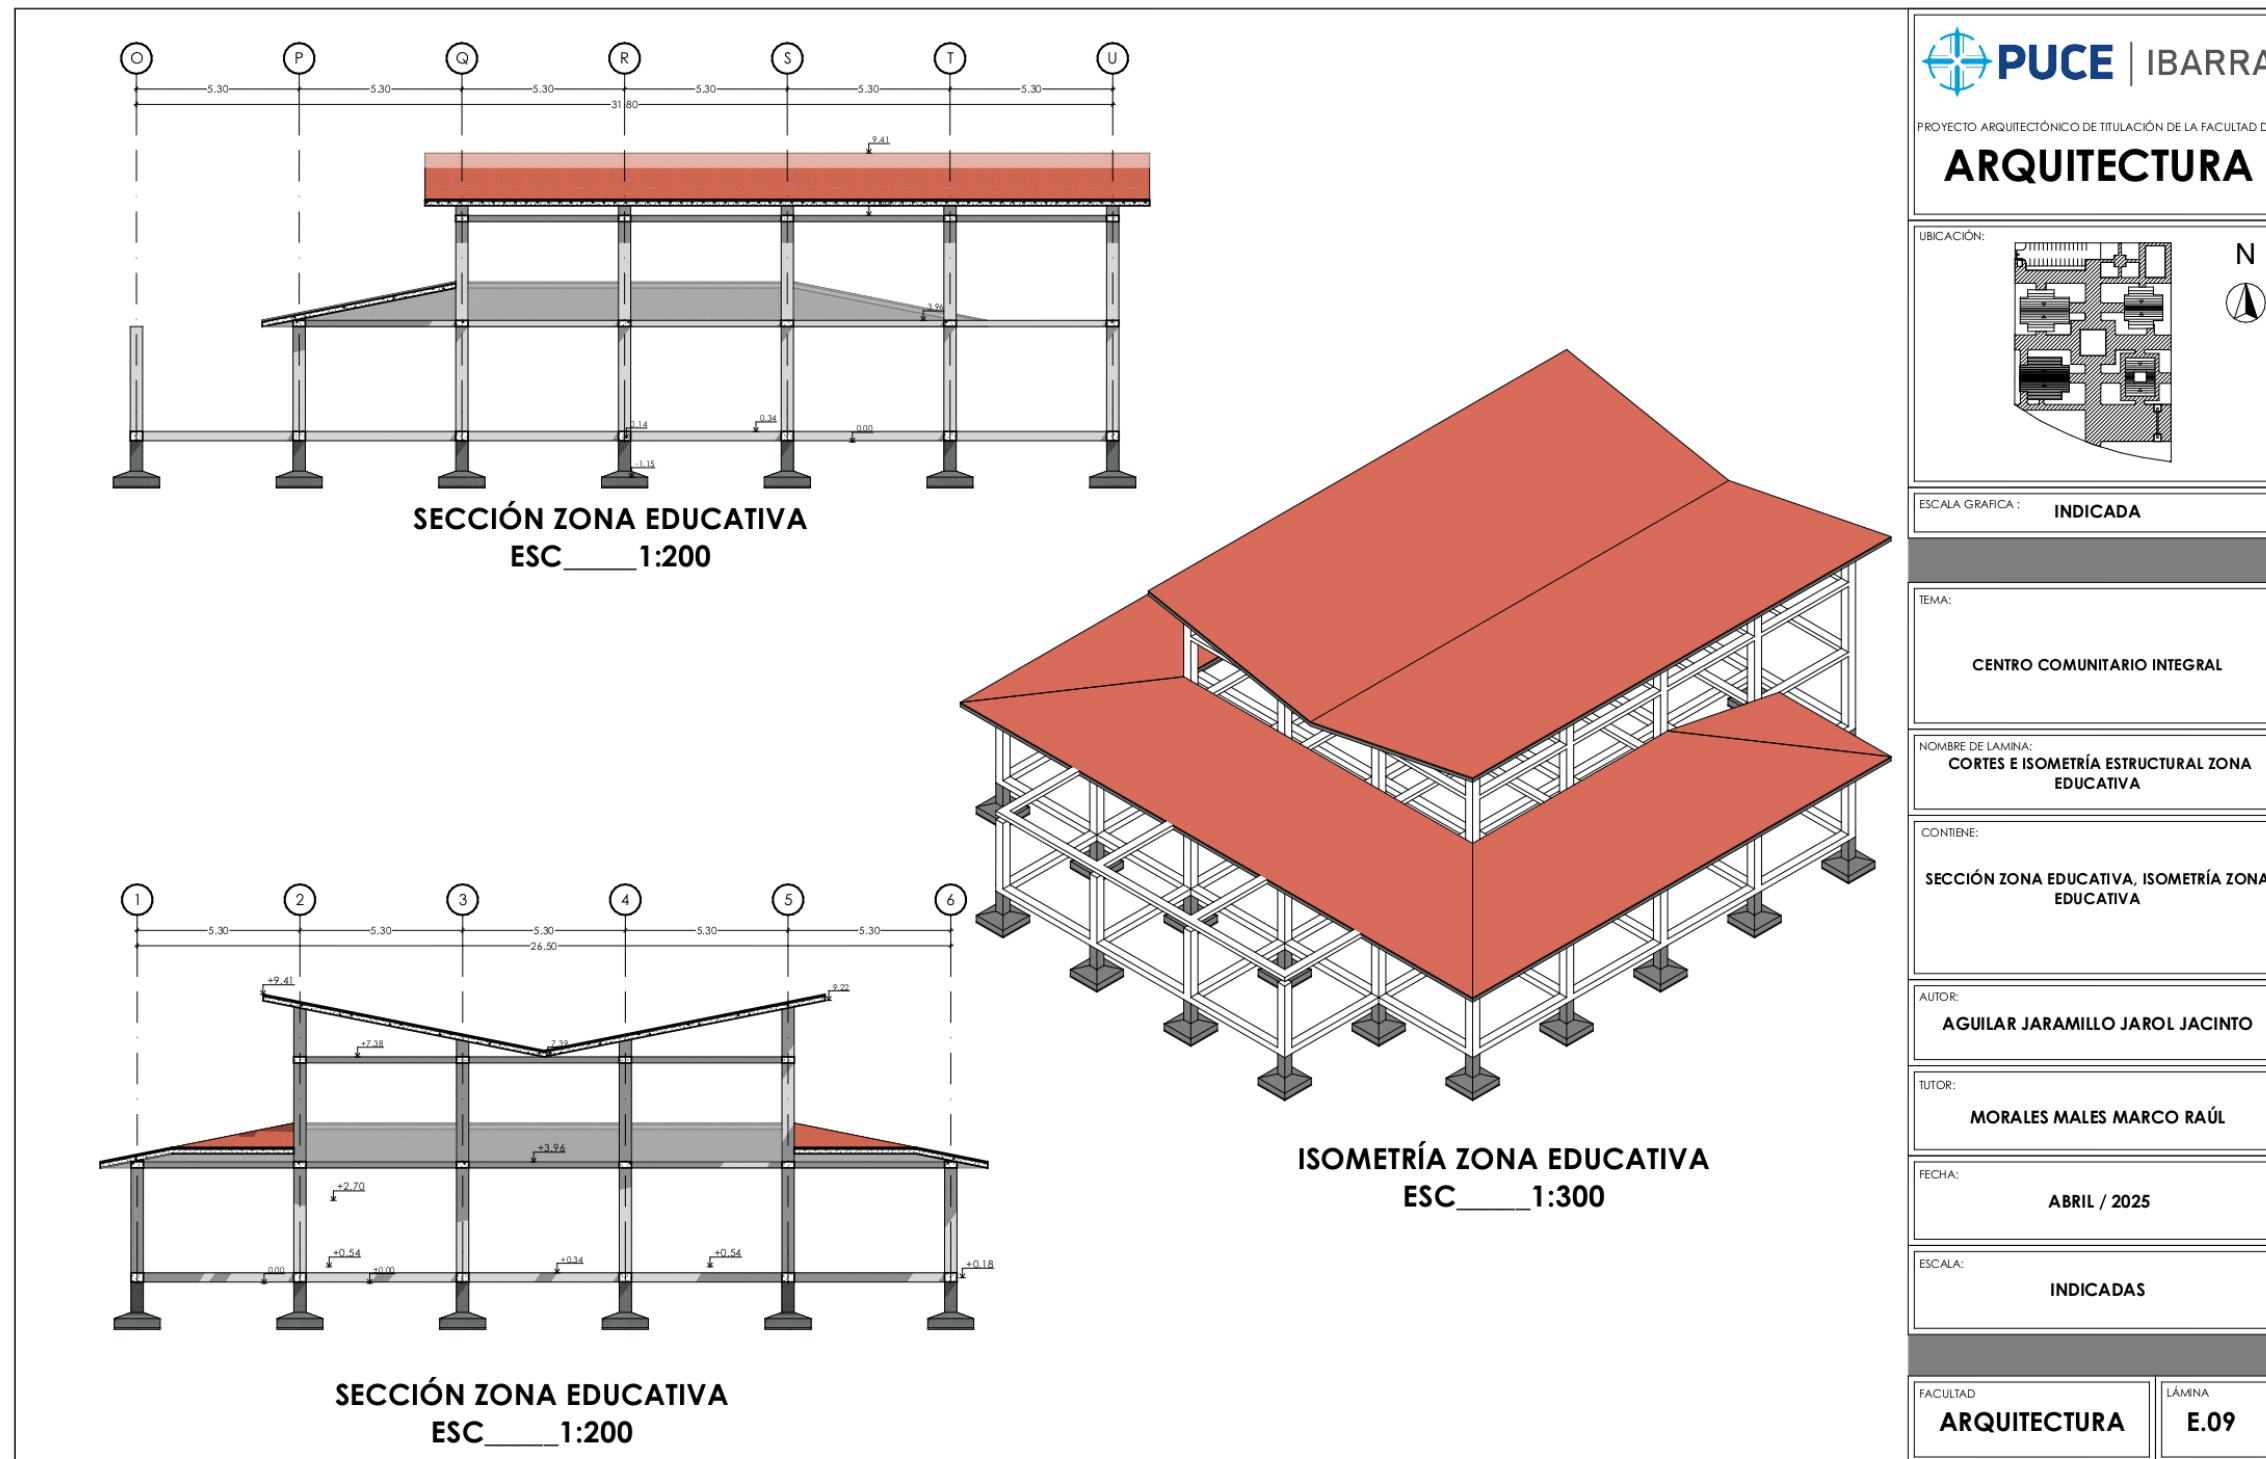 O P Q R S T U
5.30 5.30 5.30 5.30 5.30 5.30
31.80
9.41
3.96
0.14 0.34 0.00
-1.15
SECCIÓN ZONA EDUCATIVA
ESC_____1:200
1 2 3 4 5 6
5.30 5.30 5.30 5.30 5.30
26.50
+9.41 9.22
+7.38 7.39
+3.96
+2.70
+0.54 +0.34 +0.54
0.00 +0.00 +0.18
SECCIÓN ZONA EDUCATIVA
ESC_____1:200
ISOMETRÍA ZONA EDUCATIVA
ESC_____1:300
PUCE | IBARRA
PROYECTO ARQUITECTÓNICO DE TITULACIÓN DE LA FACULTAD D
ARQUITECTURA
UBICACIÓN:
N
ESCALA GRAFICA : INDICADA
TEMA:
CENTRO COMUNITARIO INTEGRAL
NOMBRE DE LAMINA:
CORTES E ISOMETRÍA ESTRUCTURAL ZONA
EDUCATIVA
CONTIENE:
SECCIÓN ZONA EDUCATIVA, ISOMETRÍA ZONA
EDUCATIVA
AUTOR:
AGUILAR JARAMILLO JAROL JACINTO
TUTOR:
MORALES MALES MARCO RAÚL
FECHA:
ABRIL / 2025
ESCALA:
INDICADAS
FACULTAD
ARQUITECTURA
LÁMINA
E.09